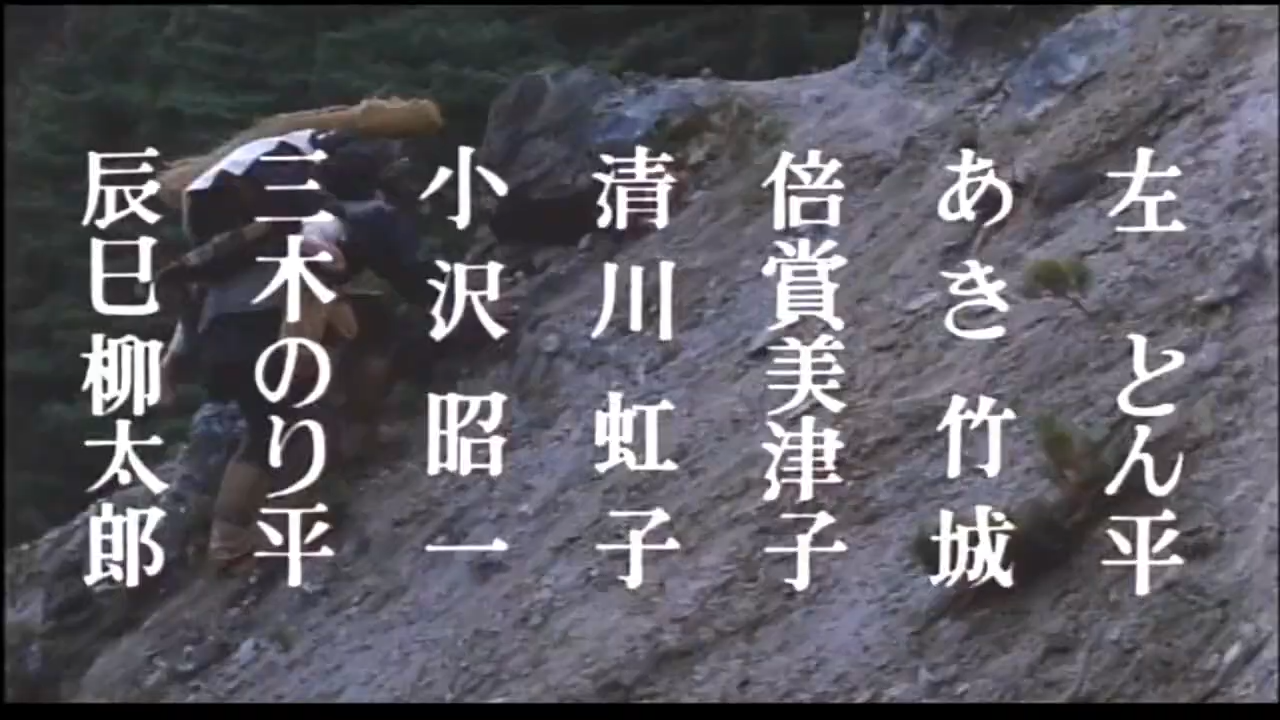 左とん平
あき竹城
倍賞美津子
清川虹子
小沢昭一
三木のり平
辰巳柳太郎